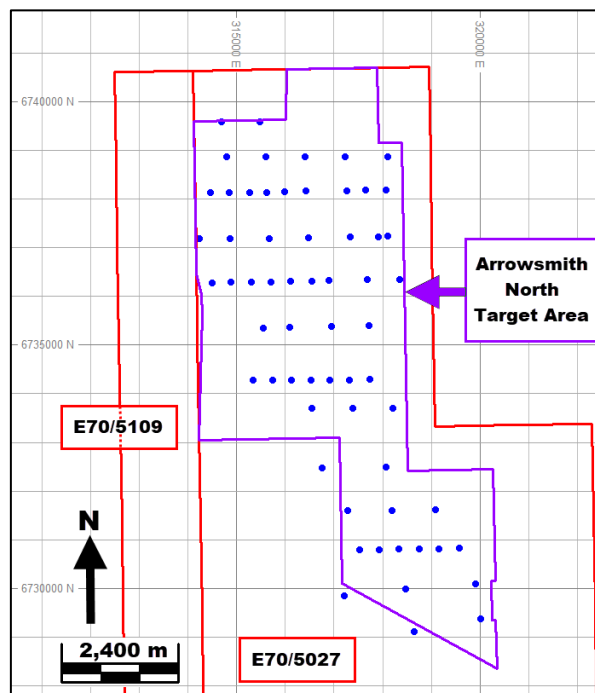 315000 E
320000 E
6740000 N
Arrowsmith
North
Target Area
6735000 N
E70/5109
N
6730000 N
2,400 m
E70/5027